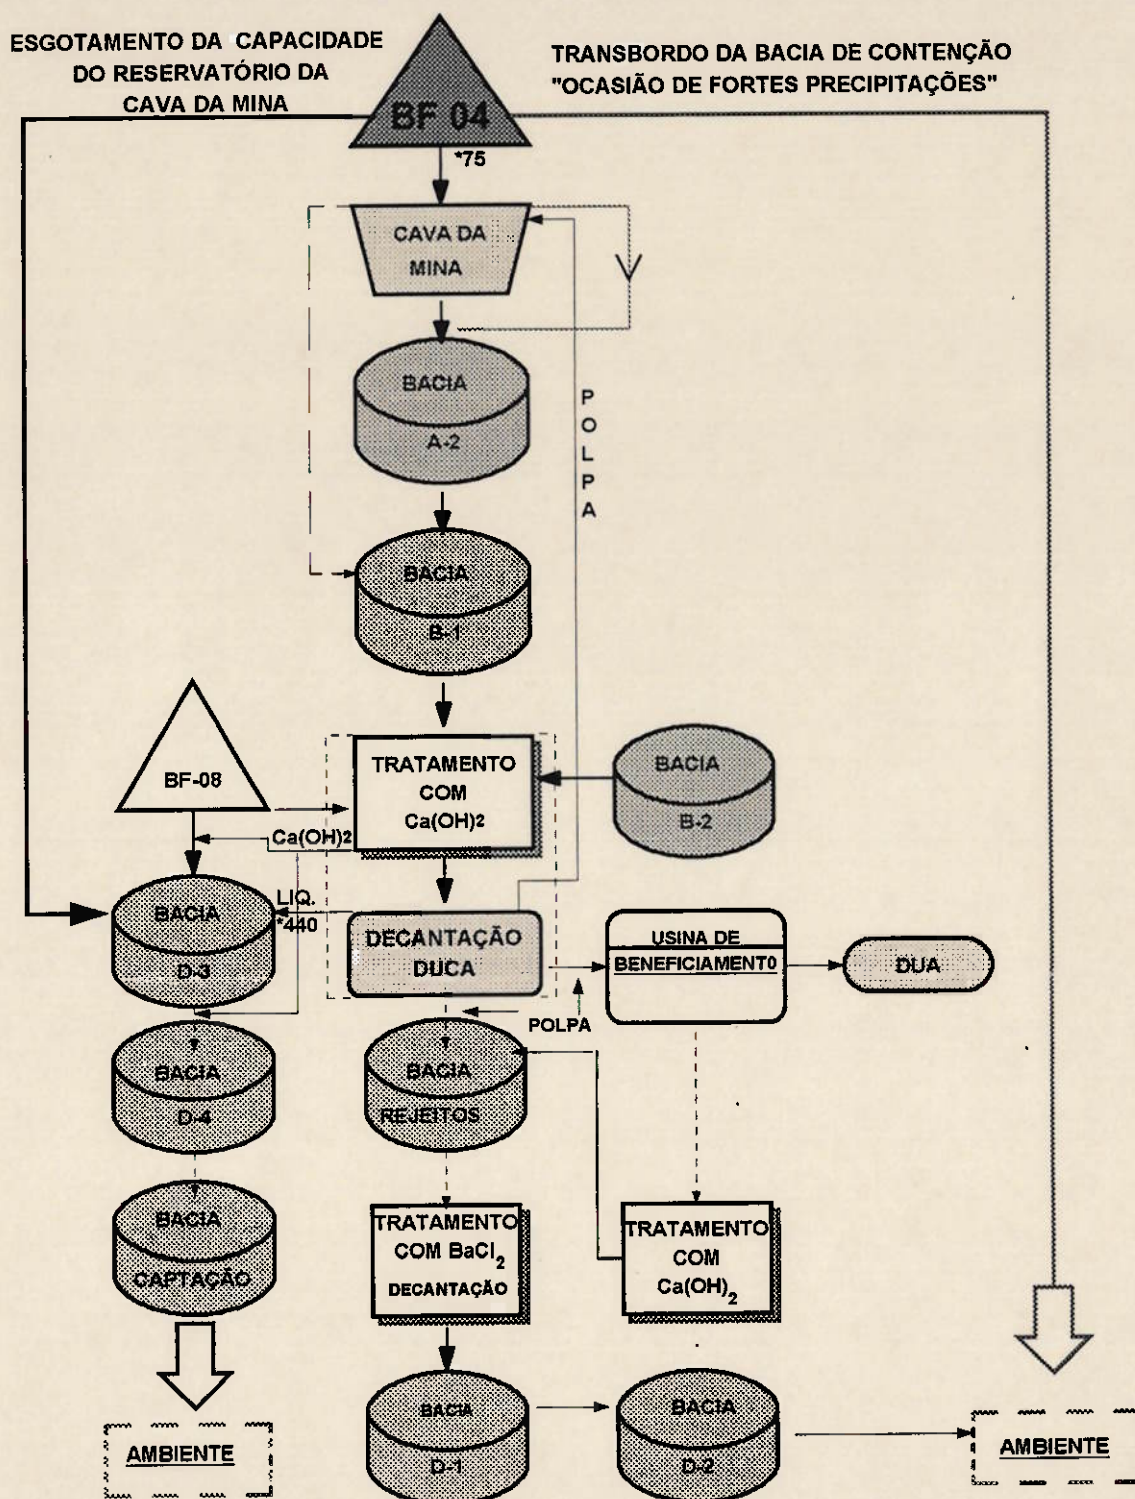 ESGOTAMENTO DA CAPACIDADE
DO RESERVATÓRIO DA
CAVA DA MINA
TRANSBORDO DA BACIA DE CONTENÇÃO
"OCASIÃO DE FORTES PRECIPITAÇÕES"
BF 04
*75
CAVA DA
MINA
BACIA
A-2
P
O
L
P
A
BACIA
B-1
BF-08
TRATAMENTO
COM
Ca(OH)2
BACIA
B-2
Ca(OH)2
BACIA
D-3
LIQ.
*440
DECANTAÇÃO
DUCA
USINA DE
BENEFICIAMENTO
DUA
POLPA
BACIA
D-4
BACIA
REJEITOS
BACIA
CAPTAÇÃO
TRATAMENTO
COM BaCl2
DECANTAÇÃO
TRATAMENTO
COM
Ca(OH)2
BACIA
D-1
BACIA
D-2
AMBIENTE
AMBIENTE